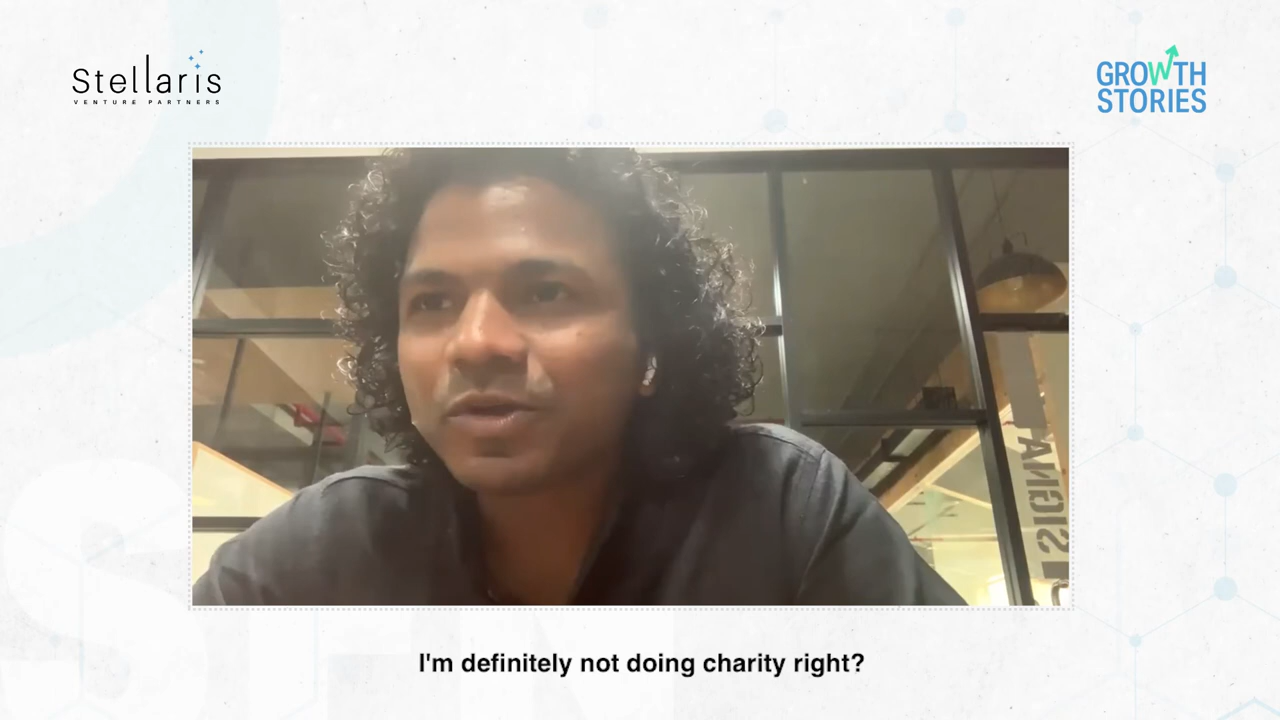 Stellaris
VENTURE PARTNERS
GROWTH
STORIES
I'm definitely not doing charity right?